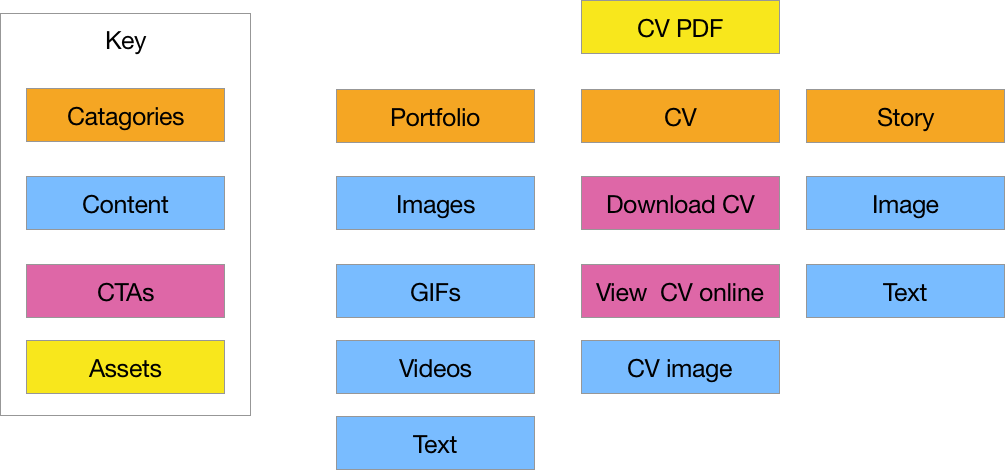 Key
Catagories
Content
CTAs
Assets
CV PDF
Portfolio
CV
Story
Images
Download CV
Image
GIFs
View  CV online
Text
Videos
CV image
Text